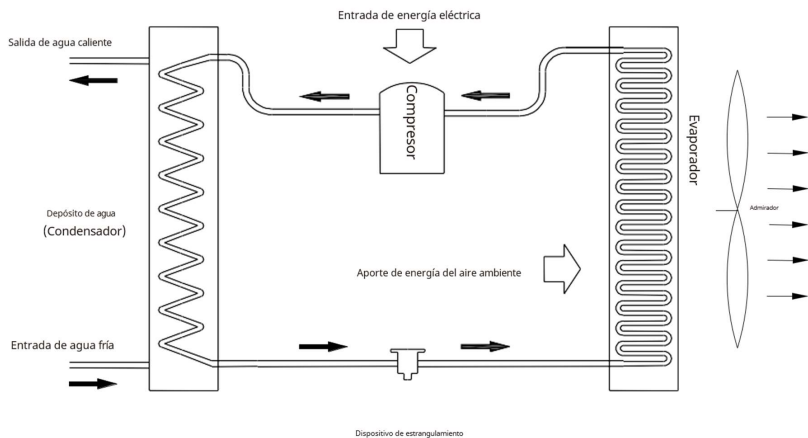 Entrada de energía eléctrica
Salida de agua caliente
Compresor
Evaporador
Depósito de agua
(Condensador)
Admirador
Aporte de energía del aire ambiente
Entrada de agua fría
Dispositivo de estrangulamiento